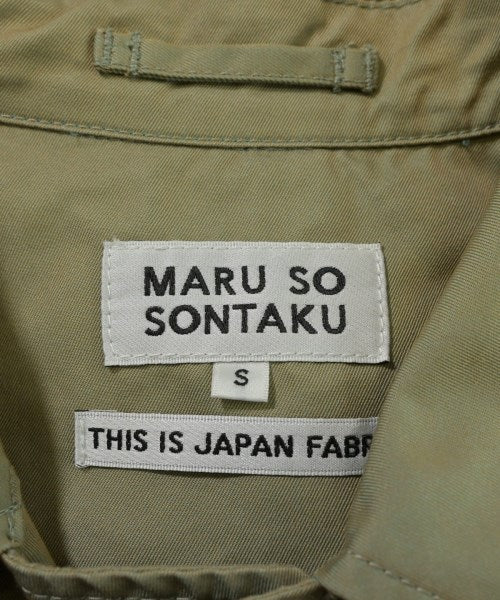 MARU SO
SONTAKU
S
THIS IS JAPAN FABR